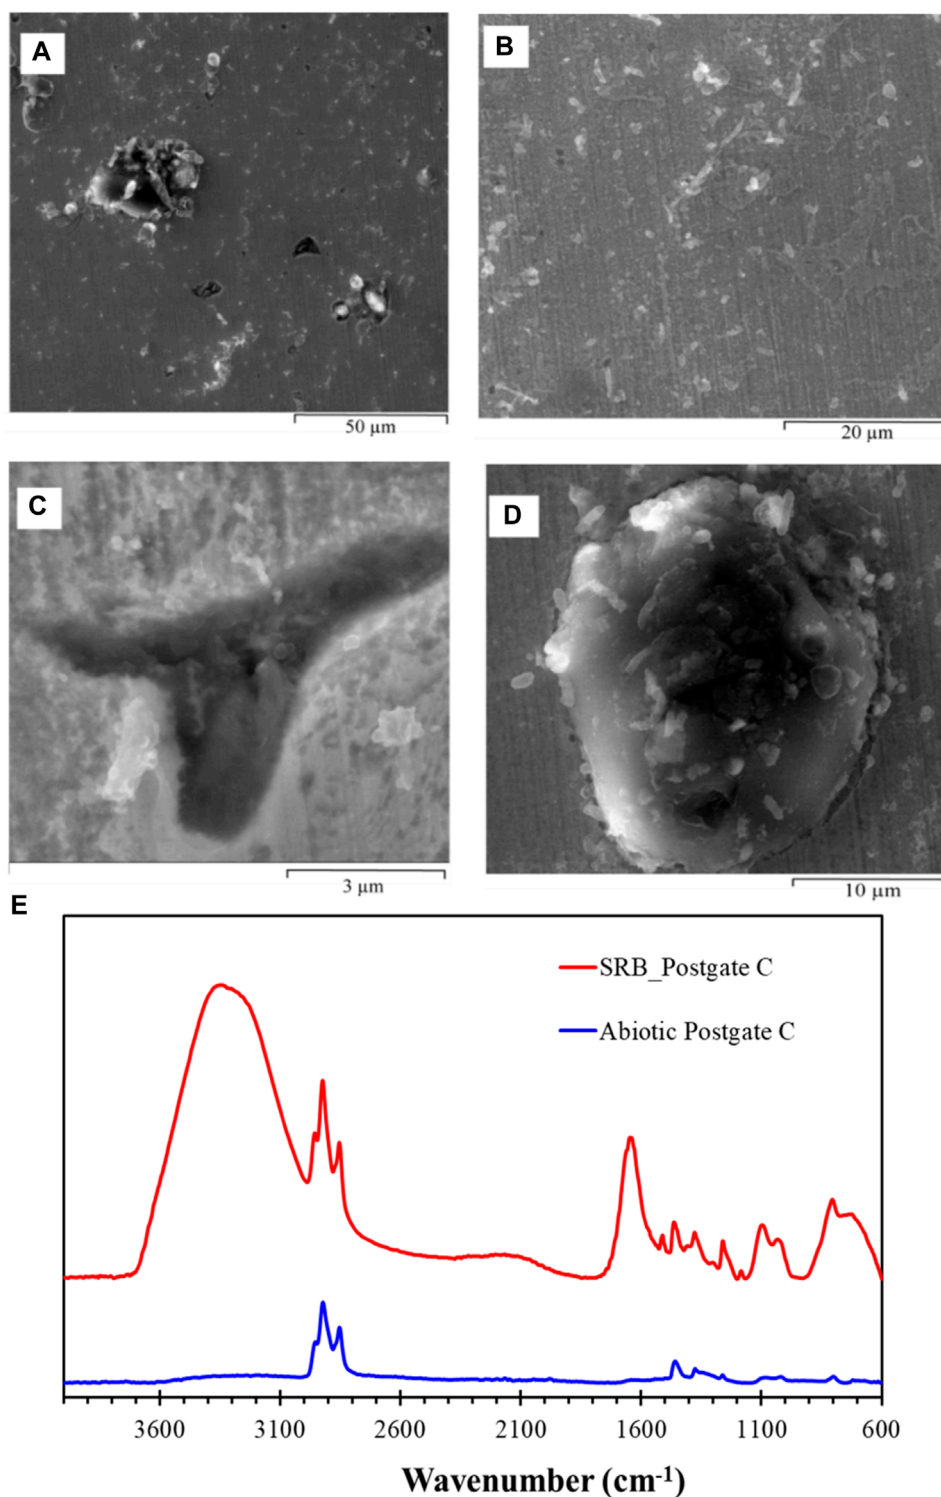 A
B
50 µm
20 µm
C
D
3 µm
10 µm
E
SRB_Postgate C
Abiotic Postgate C
3600 3100 2600 2100 1600 1100 600
Wavenumber (cm-1)